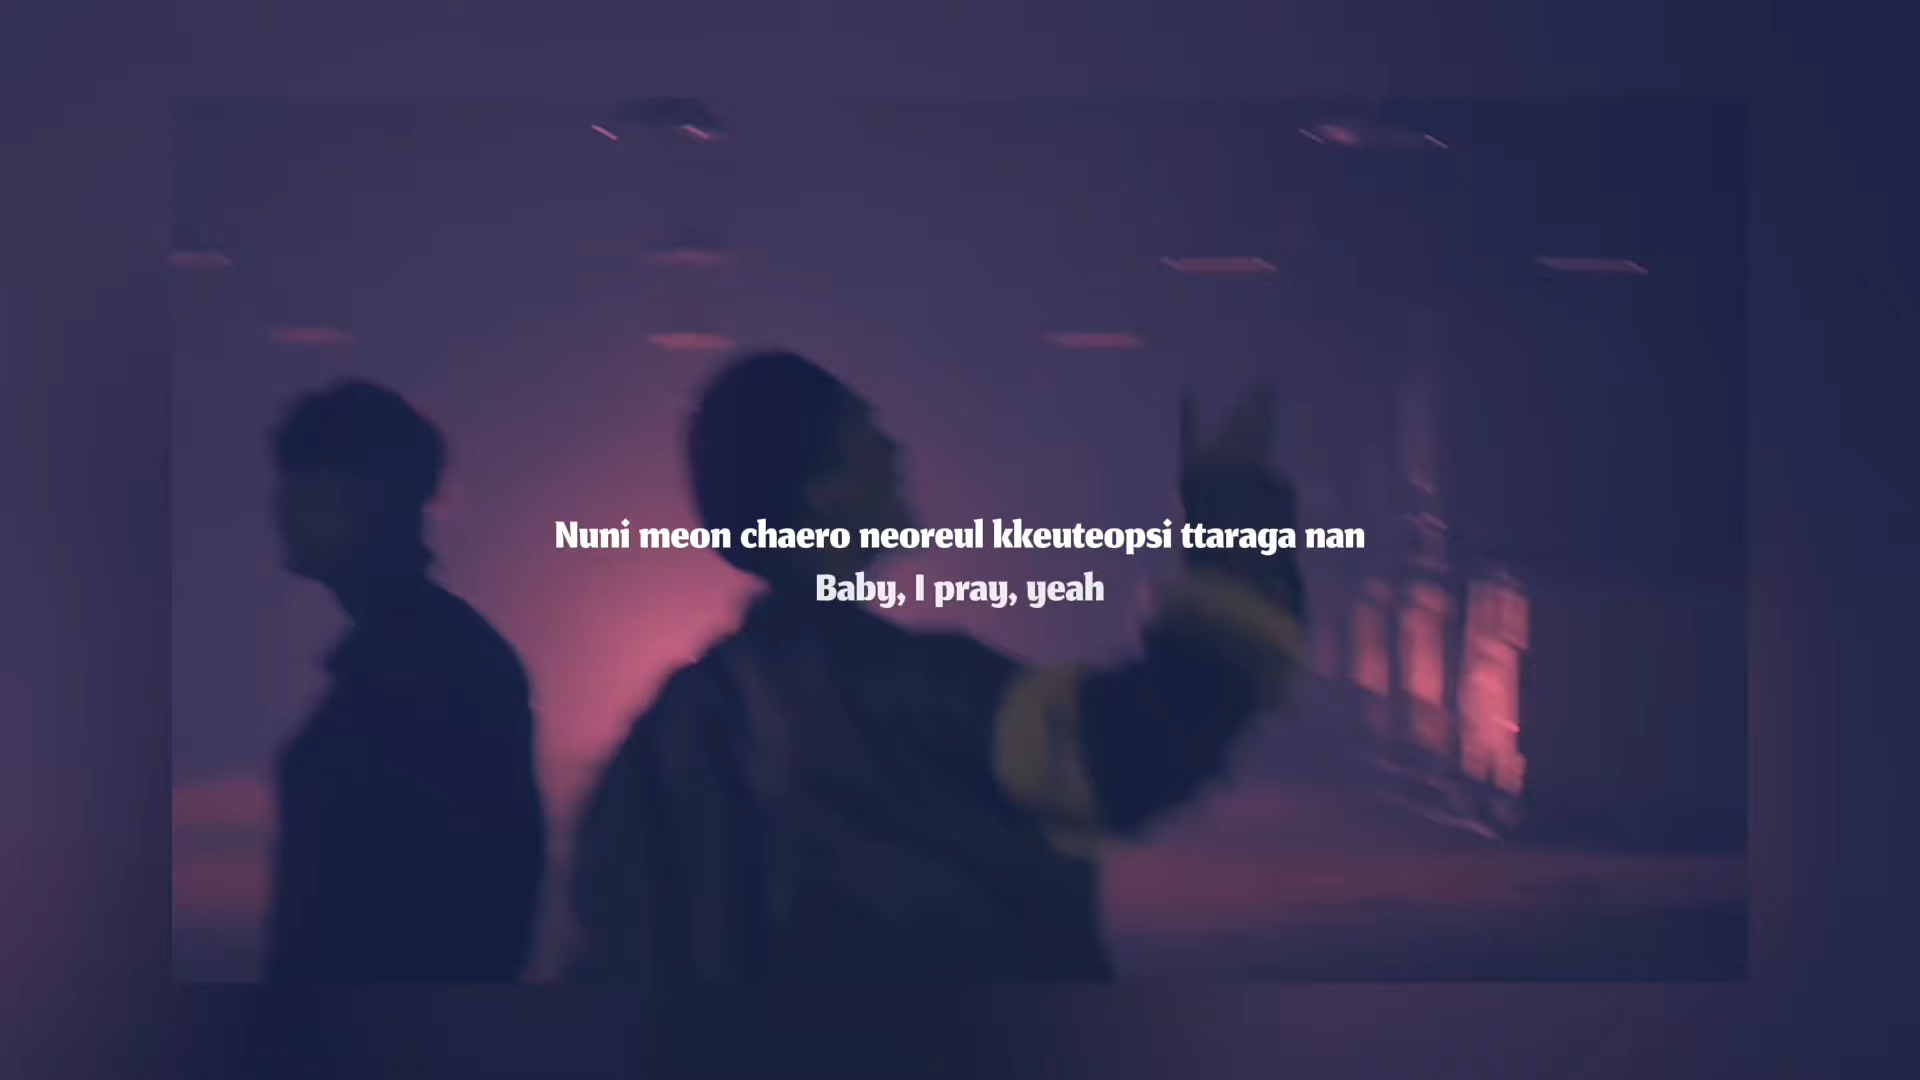 Nuni meon chaero neoreul kkeuteopsi ttaraga nan
Baby, I pray, yeah